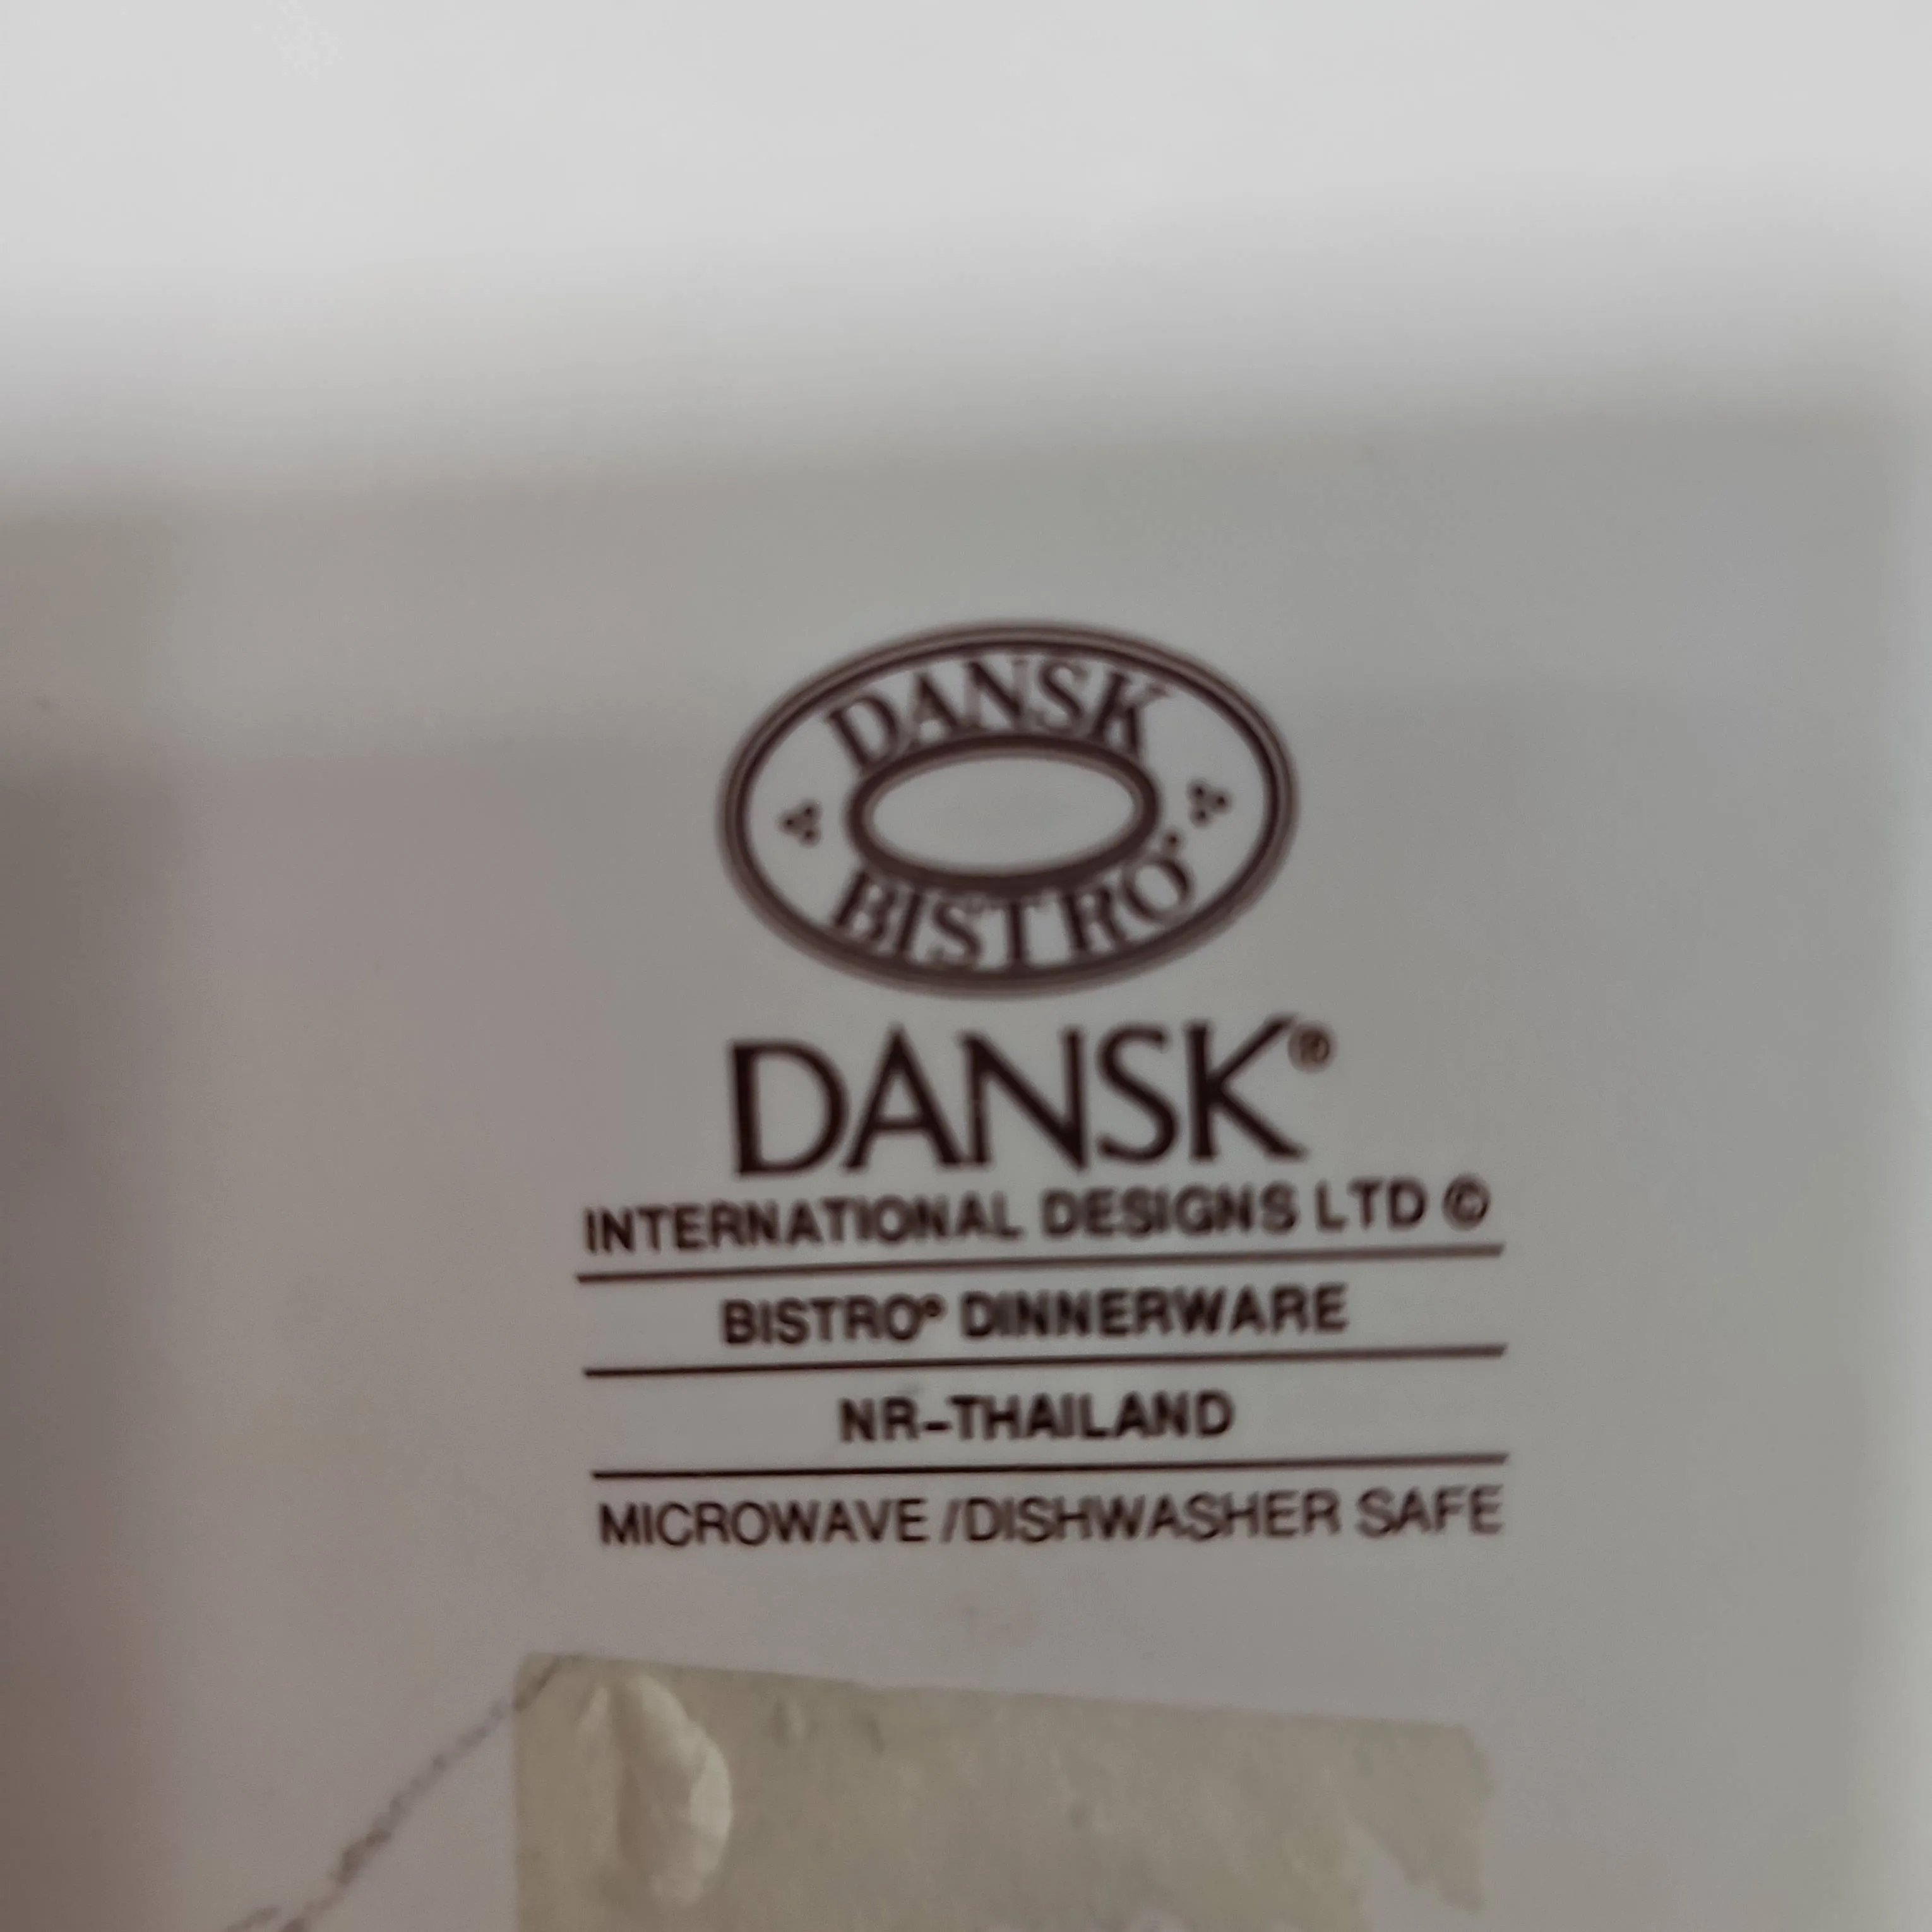 DANSK
BISTRO
DANSK®
INTERNATIONAL DESIGNS LTD ©
BISTRO® DINNERWARE
NR-THAILAND
MICROWAVE /DISHWASHER SAFE